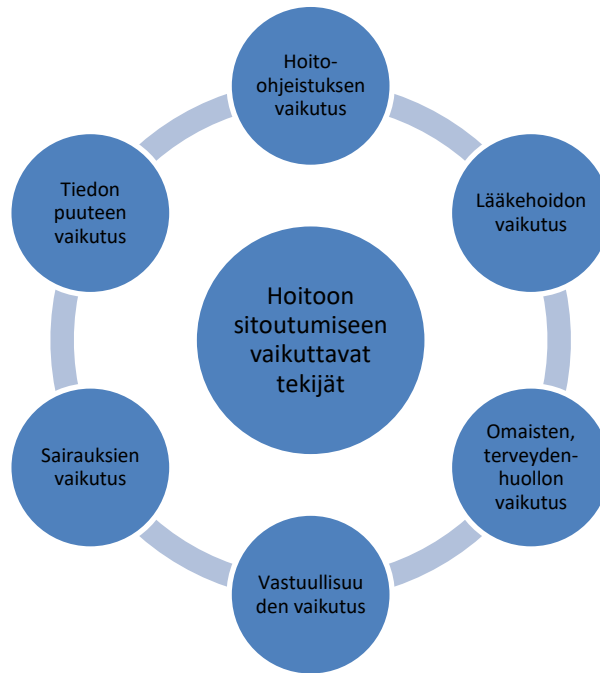 Hoito-
ohjeistuksen
vaikutus
Lääkehoidon
vaikutus
Omaisten,
terveyden-
huollon
vaikutus
Vastuullisuu
den vaikutus
Sairauksien
vaikutus
Tiedon
puuteen
vaikutus
Hoitoon
sitoutumiseen
vaikuttavat
tekijät